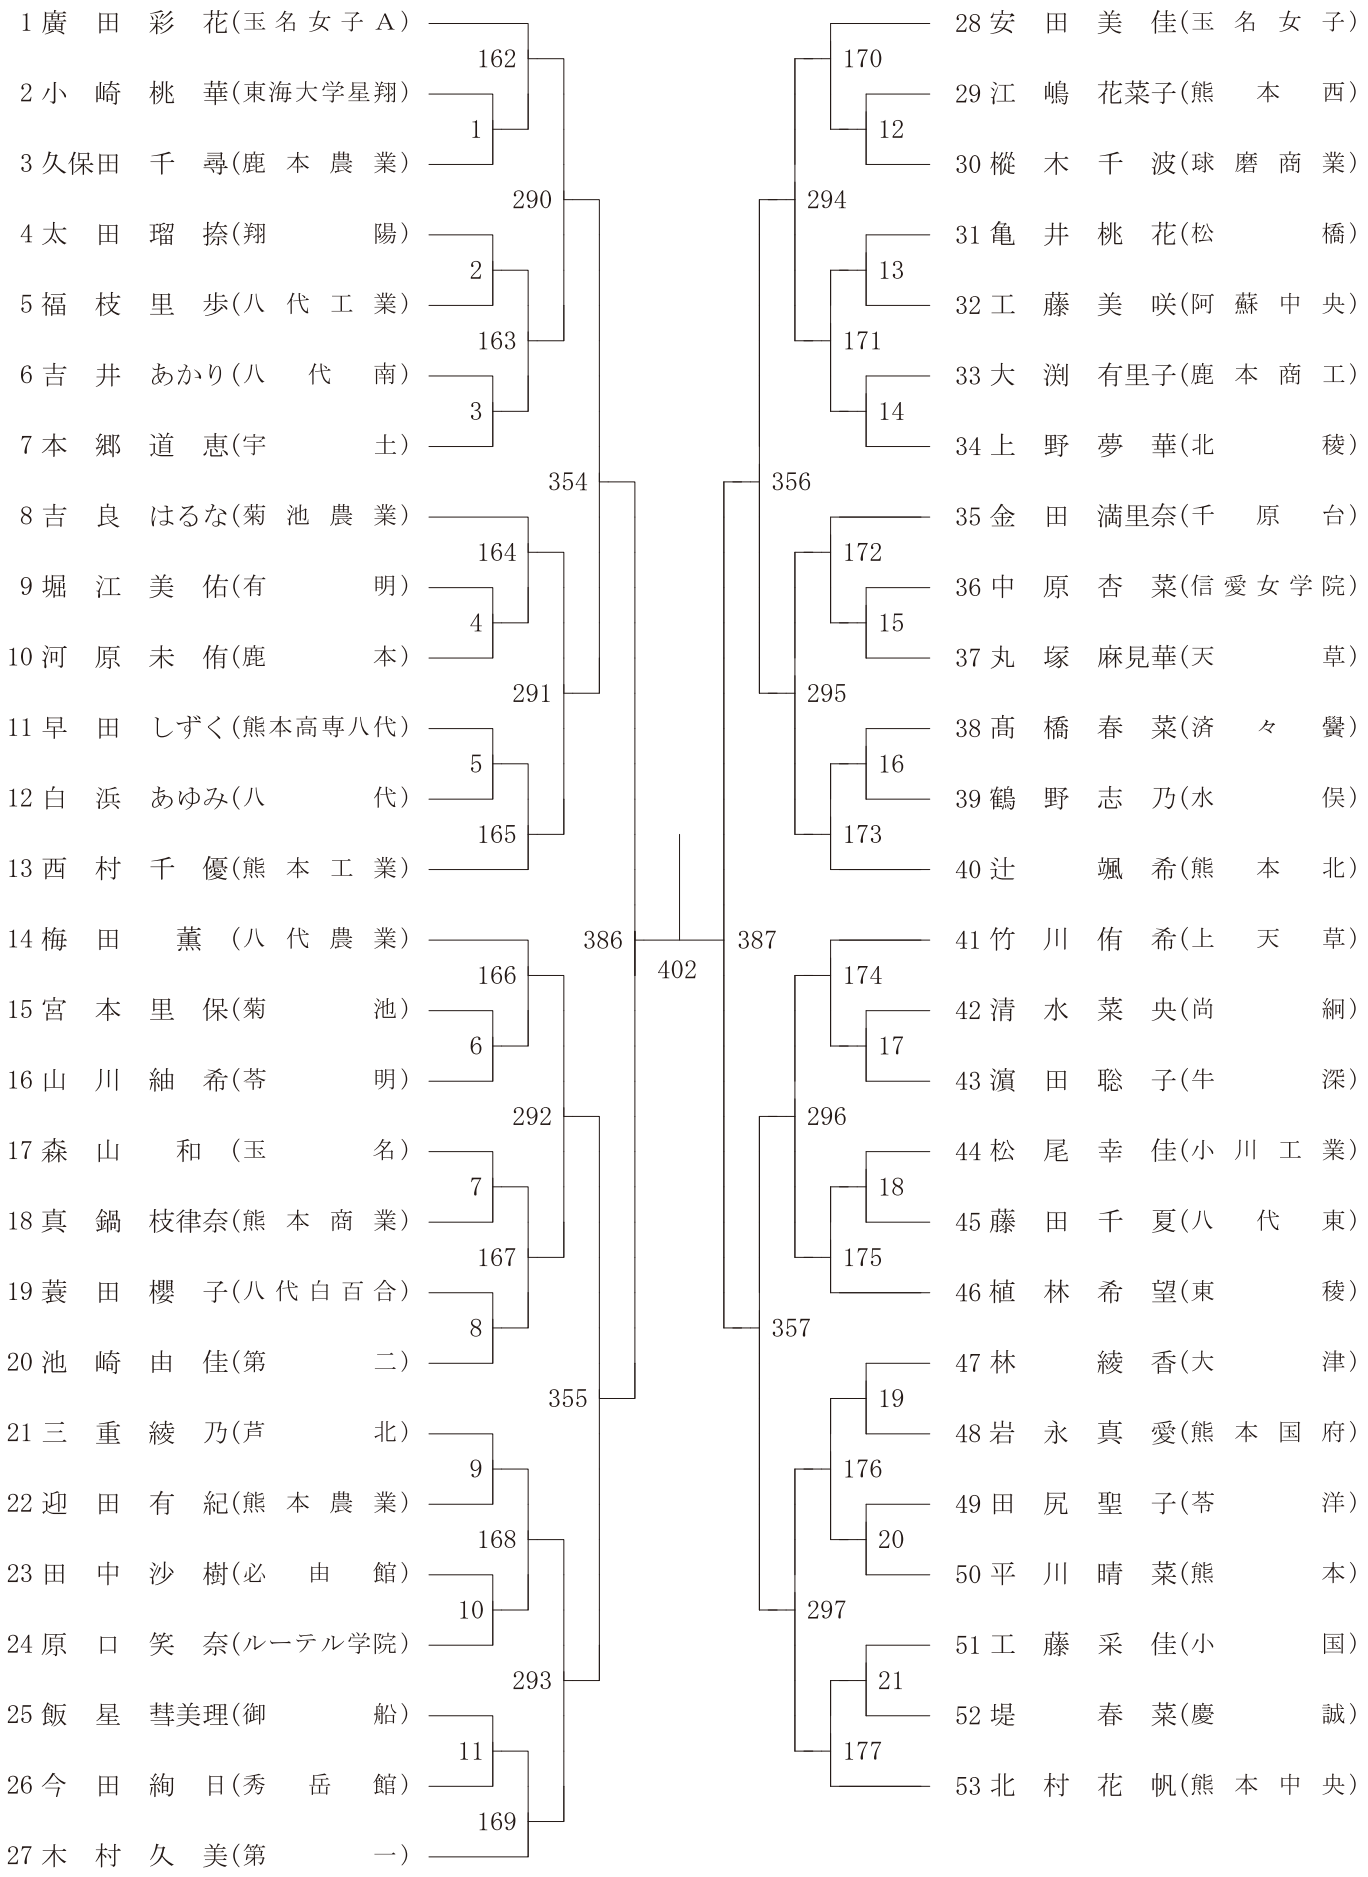 1 廣田彩花(玉名女子A)
162
2 小崎桃華(東海大学星翔)
1
3 久保田千尋(鹿本農業)
290
4 太田瑠捺(翔陽)
2
5 福枝里歩(八代工業)
163
6 吉井あかり(八代南)
3
7 本郷道恵(宇土)
354
8 吉良はるな(菊池農業)
164
9 堀江美佑(有明)
4
10 河原未侑(鹿本)
291
11 早田しずく(熊本高専八代)
5
12 白浜あゆみ(八代)
165
13 西村千優(熊本工業)
386
14 梅田薫(八代農業)
166
15 宮本里保(菊池)
6
16 山川紬希(苓明)
292
17 森山和(玉名)
7
18 真鍋枝律奈(熊本商業)
167
19 蓑田櫻子(八代白百合)
8
20 池崎由佳(第二)
355
21 三重綾乃(芦北)
9
22 迎田有紀(熊本農業)
168
23 田中沙樹(必由館)
10
24 原口笑奈(ルーテル学院)
293
25 飯星彗美理(御船)
11
26 今田絢日(秀岳館)
169
27 木村久美(第一)
402
28 安田美佳(玉名女子)
170
29 江嶋花菜子(熊本西)
12
30 樅木千波(球磨商業)
294
31 亀井桃花(松橋)
13
32 工藤美咲(阿蘇中央)
171
33 大渕有里子(鹿本商工)
14
34 上野夢華(北稜)
356
35 金田満里奈(千原台)
172
36 中原杏菜(信愛女学院)
15
37 丸塚麻見華(天草)
295
38 髙橋春菜(済々黌)
16
39 鶴野志乃(水俣)
173
40 辻颯希(熊本北)
387
41 竹川侑希(上天草)
174
42 清水菜央(尚絅)
17
43 濵田聡子(牛深)
296
44 松尾幸佳(小川工業)
18
45 藤田千夏(八代東)
175
46 植林希望(東稜)
357
47 林綾香(大津)
19
48 岩永真愛(熊本国府)
176
49 田尻聖子(苓洋)
20
50 平川晴菜(熊本)
297
51 工藤采佳(小国)
21
52 堤春菜(慶誠)
177
53 北村花帆(熊本中央)